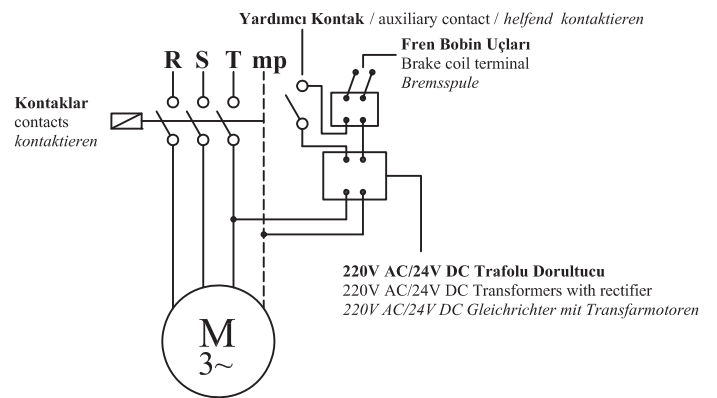 Yardımcı Kontak / auxiliary contact / helfend kontaktieren
Fren Bobin Uçları
Brake coil terminal
Bremsspule
R S T mp
Kontaklar
contacts
kontaktieren
220V AC/24V DC Trafolu Dorultucu
220V AC/24V DC Transformers with rectifier
220V AC/24V DC Gleichrichter mit Transfarmotoren
M
3~